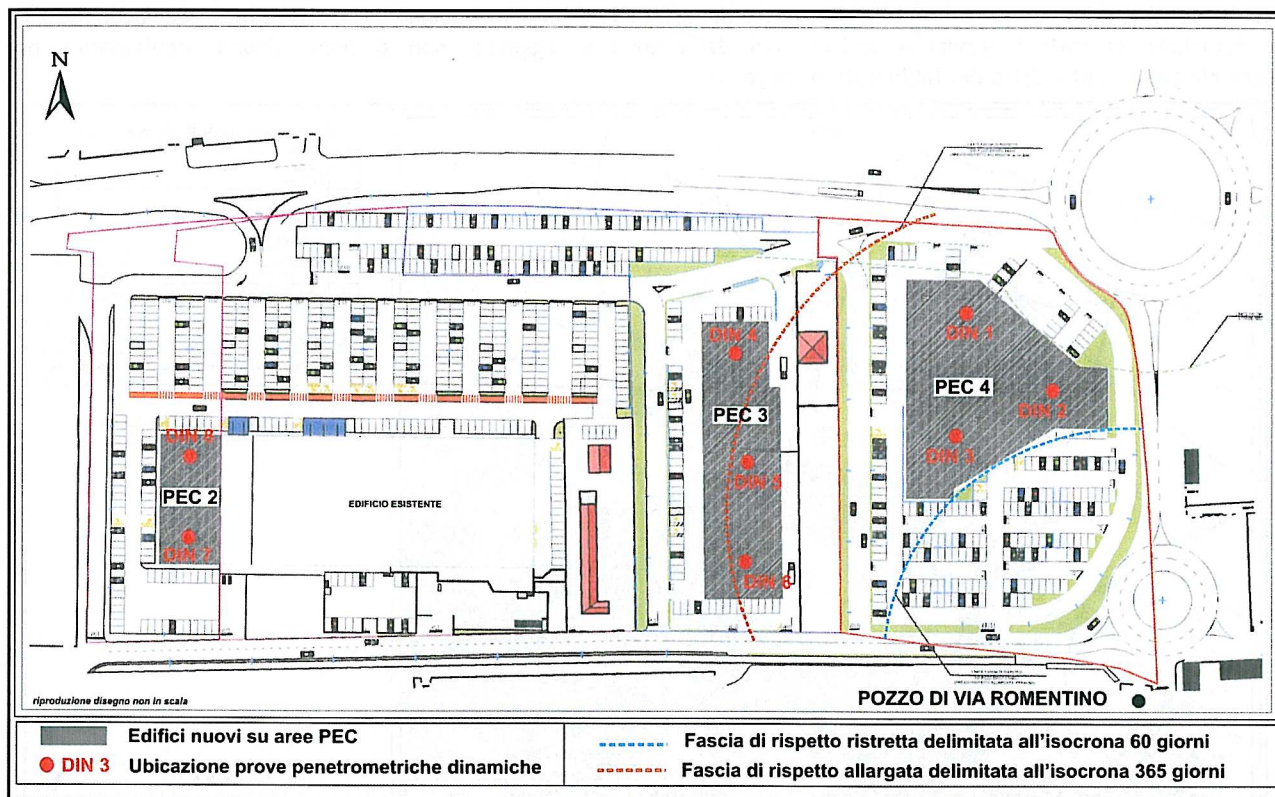 N
DIN 4
DIN 1
PEC 3
PEC 4
DIN 2
DIN 8
DIN 3
DIN 5
PEC 2
EDIFICIO ESISTENTE
DIN 7
DIN 6
riproduzione disegno non in scala
POZZO DI VIA ROMENTINO
Edifici nuovi su aree PEC
DIN 3 Ubicazione prove penetrometriche dinamiche
Fascia di rispetto ristretta delimitata all'isocrona 60 giorni
Fascia di rispetto allargata delimitata all'isocrona 365 giorni